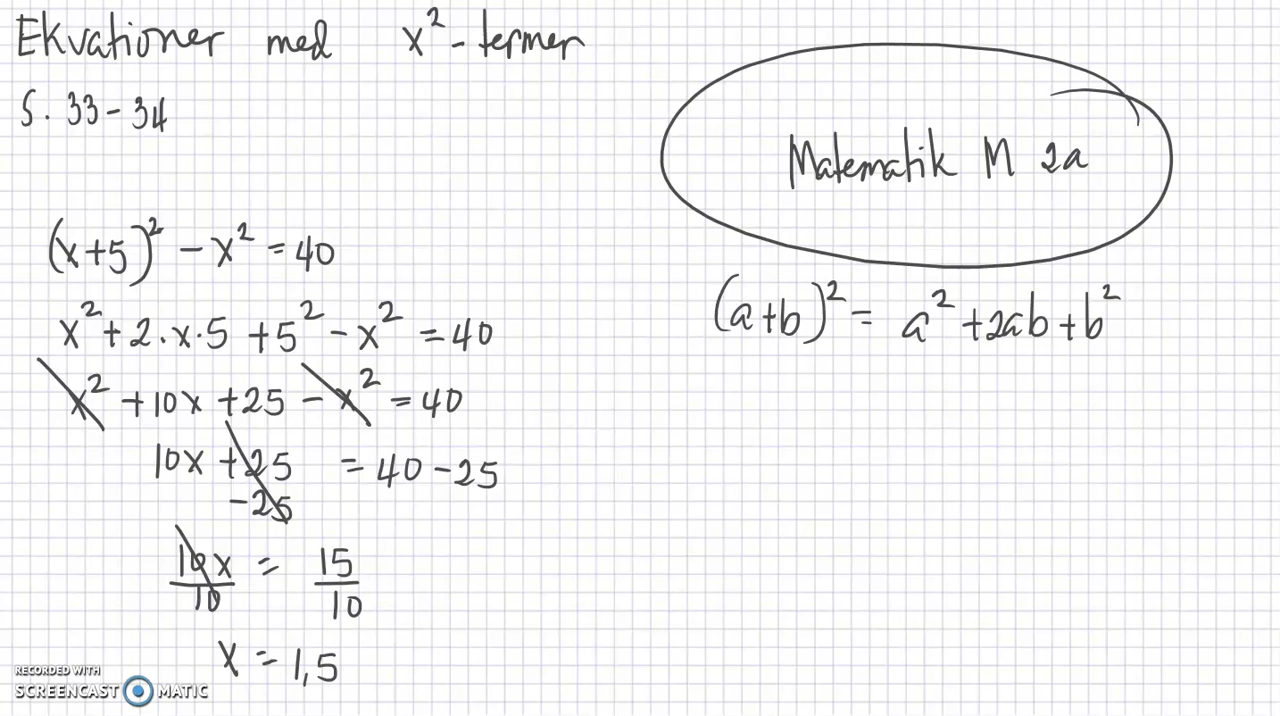 Ekvationer med x² - termer
S. 33 - 34
Matematik M 2a
(x+5)² - x² = 40
x² + 2 · x · 5 + 5² - x² = 40
x² + 10x + 25 - x² = 40
10x + 25 = 40 - 25
- 25
10x = 15
10 10
x = 1,5
(a+b)² = a² + 2ab + b²
RECORDED WITH
SCREENCAST MATIC